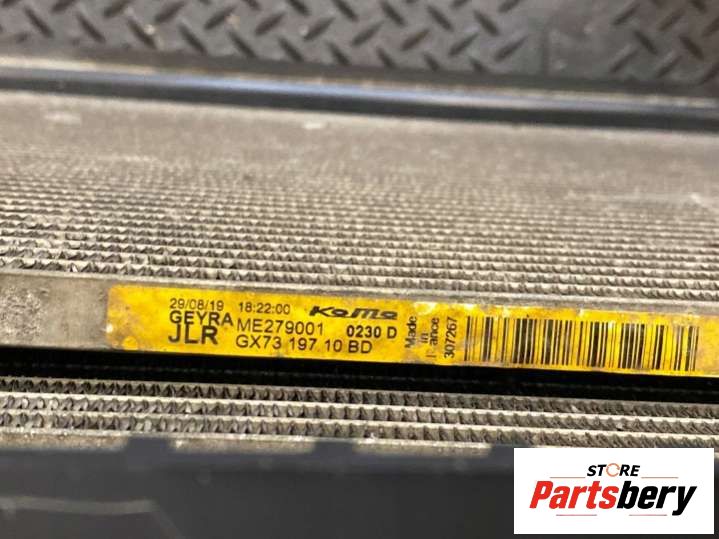 29/08/19 18:22:00 KoMo
GEYRA ME279001 0230 D
JLR GX73 197 10 BD
Made
in
France
307267
STORE
Partsbery